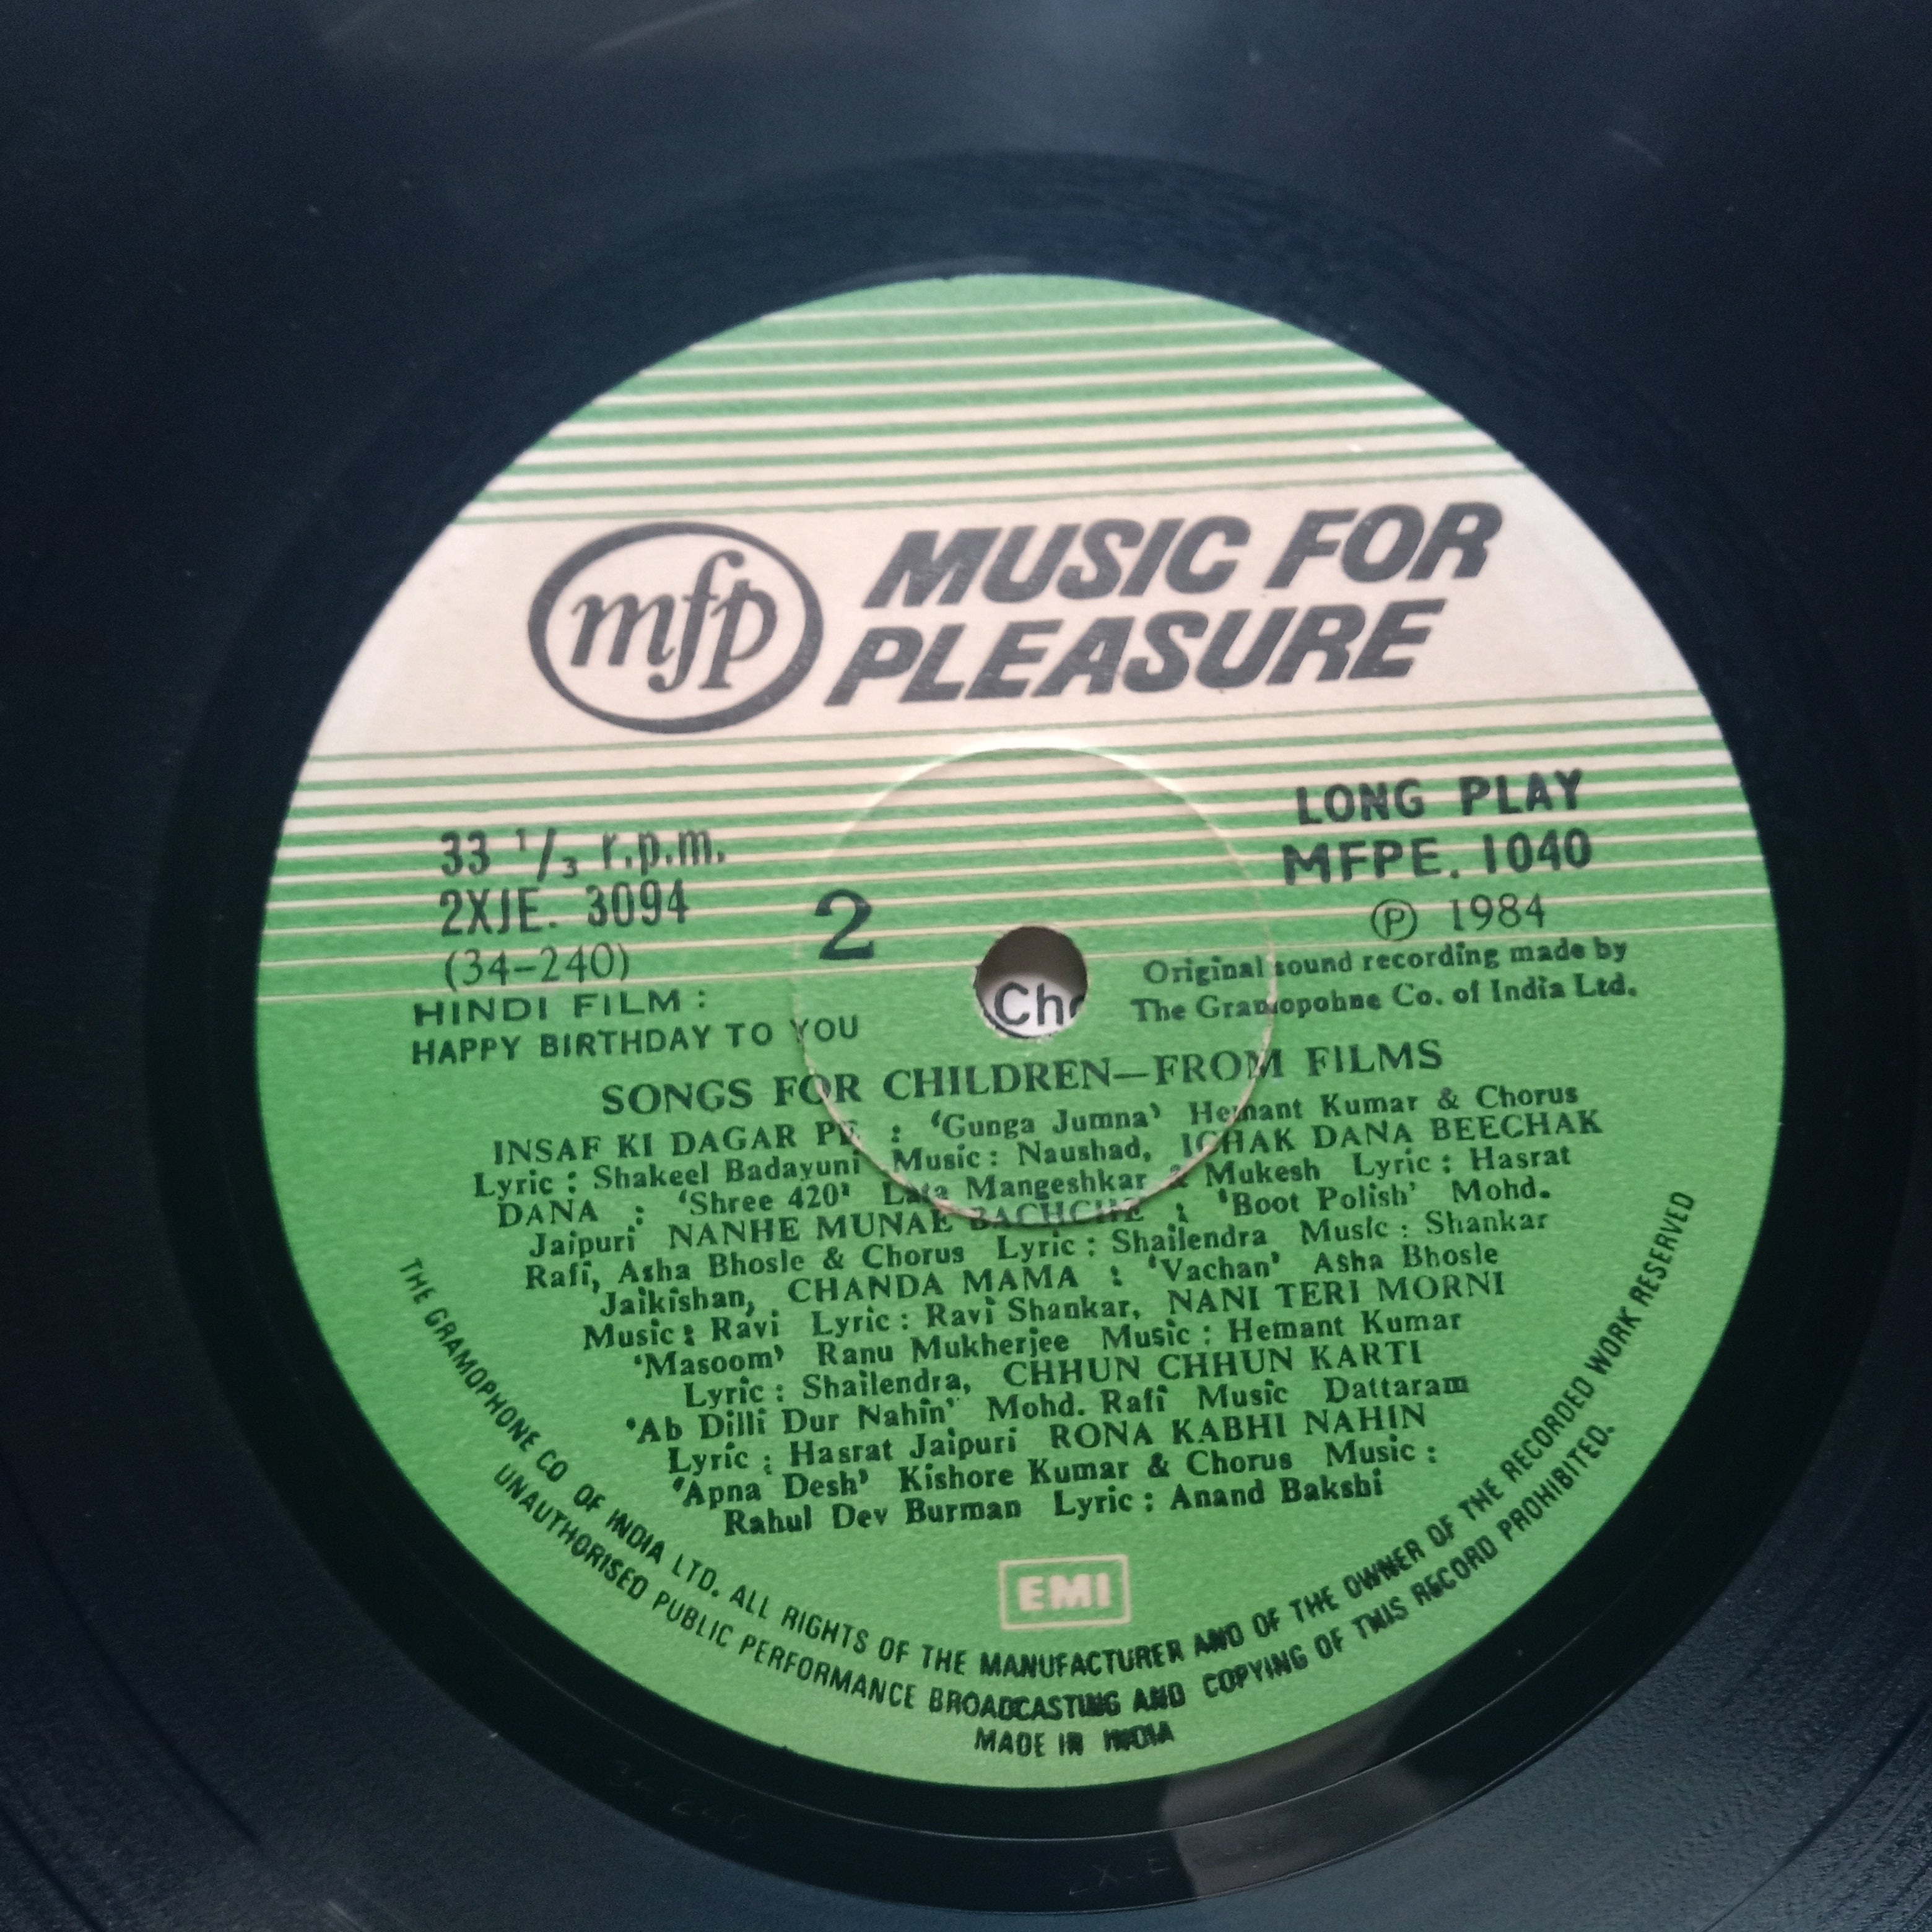 mfp
MUSIC FOR
PLEASURE
33 1/3 r.p.m.
2XJE. 3094
(34-240)
2
LONG PLAY
MFPE. 1040
Ⓟ 1984
Original sound recording made by
The Gramopohne Co. of India Ltd.
HINDI FILM :
HAPPY BIRTHDAY TO YOU
SONGS FOR CHILDREN—FROM FILMS
INSAF KI DAGAR PE : ‘Gunga Jumna’ Hemant Kumar & Chorus
Lyric : Shakeel Badayuni Music : Naushad, ICHAK DANA BEECHAK
DANA : ‘Shree 420’ Lata Mangeshkar & Mukesh Lyric : Hasrat
Jaipuri NANHE MUNAE BACHCHE : ‘Boot Polish’ Mohd.
Rafi, Asha Bhosle & Chorus Lyric : Shailendra Music : Shankar
Jaikishan, CHANDA MAMA : ‘Vachan’ Asha Bhosle
Music : Ravi Lyric : Ravi Shankar, NANI TERI MORNI
‘Masoom’ Ranu Mukherjee Music : Hemant Kumar
Lyric : Shailendra, CHHUN CHHUN KARTI
‘Ab Dilli Dur Nahin’ Mohd. Rafi Music Dattaram
Lyric : Hasrat Jaipuri RONA KABHI NAHIN
‘Apna Desh’ Kishore Kumar & Chorus Music :
Rahul Dev Burman Lyric : Anand Bakshi
EMI
THE GRAMOPHONE CO OF INDIA LTD. ALL RIGHTS OF THE MANUFACTURER AND OF THE OWNER OF THE RECORDED WORK RESERVED
UNAUTHORISED PUBLIC PERFORMANCE BROADCASTING AND COPYING OF THIS RECORD PROHIBITED.
MADE IN INDIA
34-240